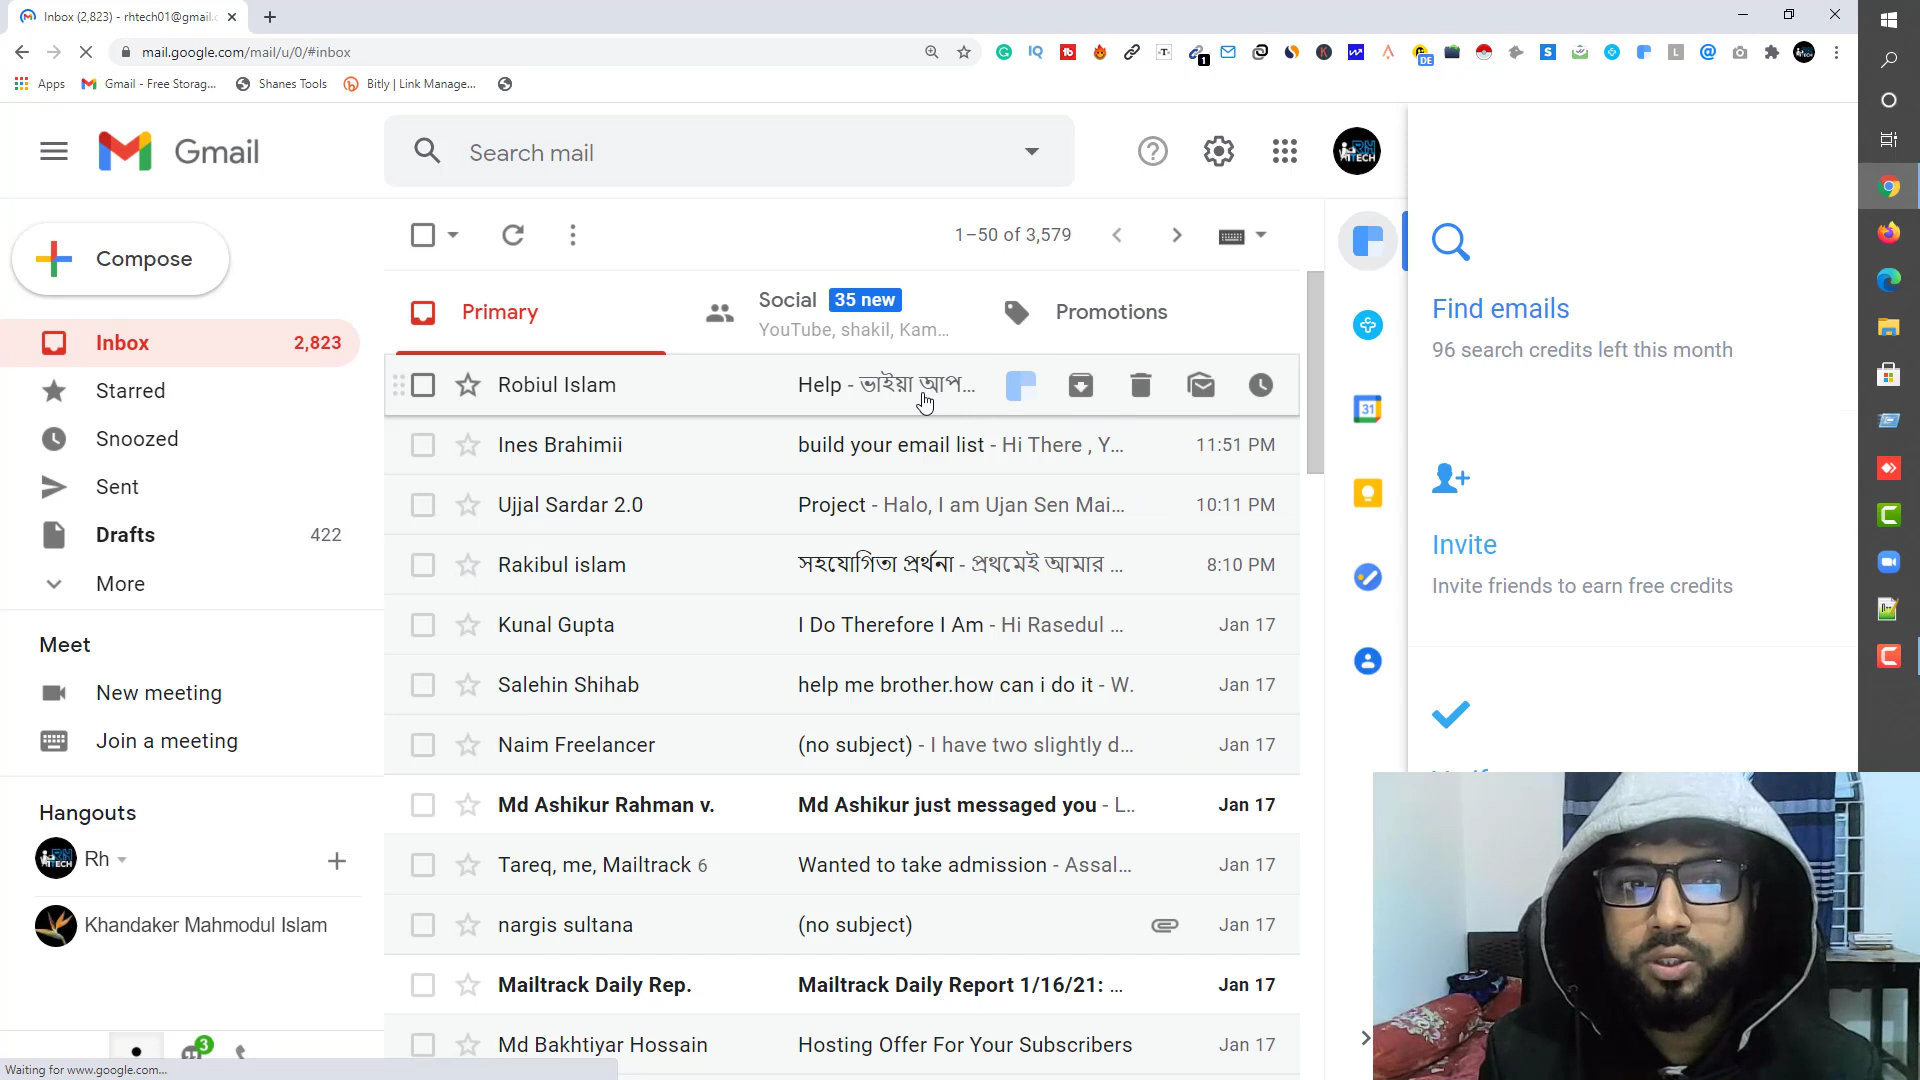 Inbox (2,823) - rhtech01@gmail.c
mail.google.com/mail/u/0/#inbox
1
DE
Apps
Gmail - Free Storag...
Shanes Tools
Bitly | Link Manage...
Gmail
Search mail
RH
TECH
Compose
1–50 of 3,579
Primary
Social 35 new
YouTube, shakil, Kam...
Promotions
Inbox 2,823
Starred
Snoozed
Sent
Drafts 422
More
Meet
New meeting
Join a meeting
Hangouts
Rh
Khandaker Mahmodul Islam
3
Robiul Islam Help - ভাইয়া আপ...
Ines Brahimii build your email list - Hi There , Y... 11:51 PM
Ujjal Sardar 2.0 Project - Halo, I am Ujan Sen Mai... 10:11 PM
Rakibul islam সহযোগিতা প্রর্থনা - প্রথমেই আমার ... 8:10 PM
Kunal Gupta I Do Therefore I Am - Hi Rasedul ... Jan 17
Salehin Shihab help me brother.how can i do it - W. Jan 17
Naim Freelancer (no subject) - I have two slightly d... Jan 17
Md Ashikur Rahman v. Md Ashikur just messaged you - L.. Jan 17
Tareq, me, Mailtrack 6 Wanted to take admission - Assal... Jan 17
nargis sultana (no subject) Jan 17
Mailtrack Daily Rep. Mailtrack Daily Report 1/16/21: ... Jan 17
Md Bakhtiyar Hossain Hosting Offer For Your Subscribers Jan 17
31
Find emails
96 search credits left this month
Invite
Invite friends to earn free credits
Waiting for www.google.com...